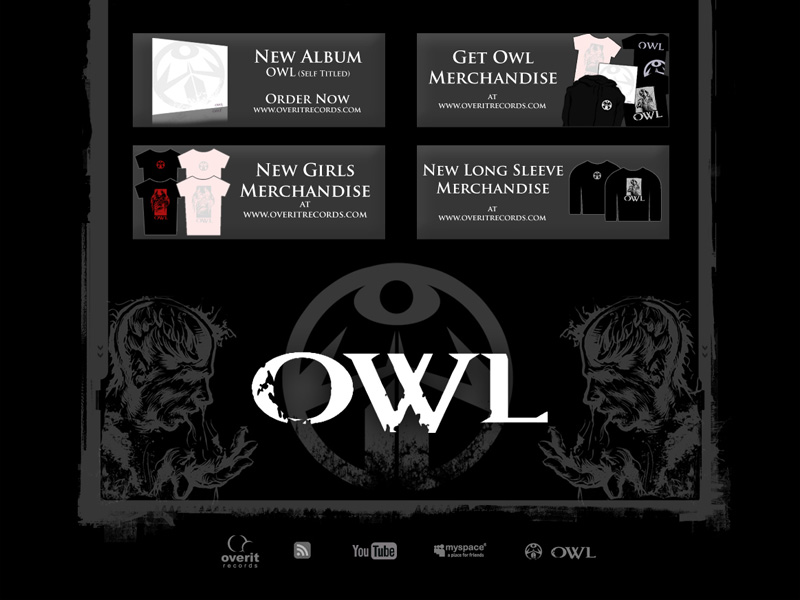 New Album
OWL (Self Titled)
Order Now
www.overitrecords.com
OWL
Get Owl
Merchandise
at
www.overitrecords.com
OWL
OWL
New Girls
Merchandise
at
www.overitrecords.com
New Long Sleeve
Merchandise
at
www.overitrecords.com
OWL
OWL
overit
records
YouTube
myspace
a place for friends
OWL